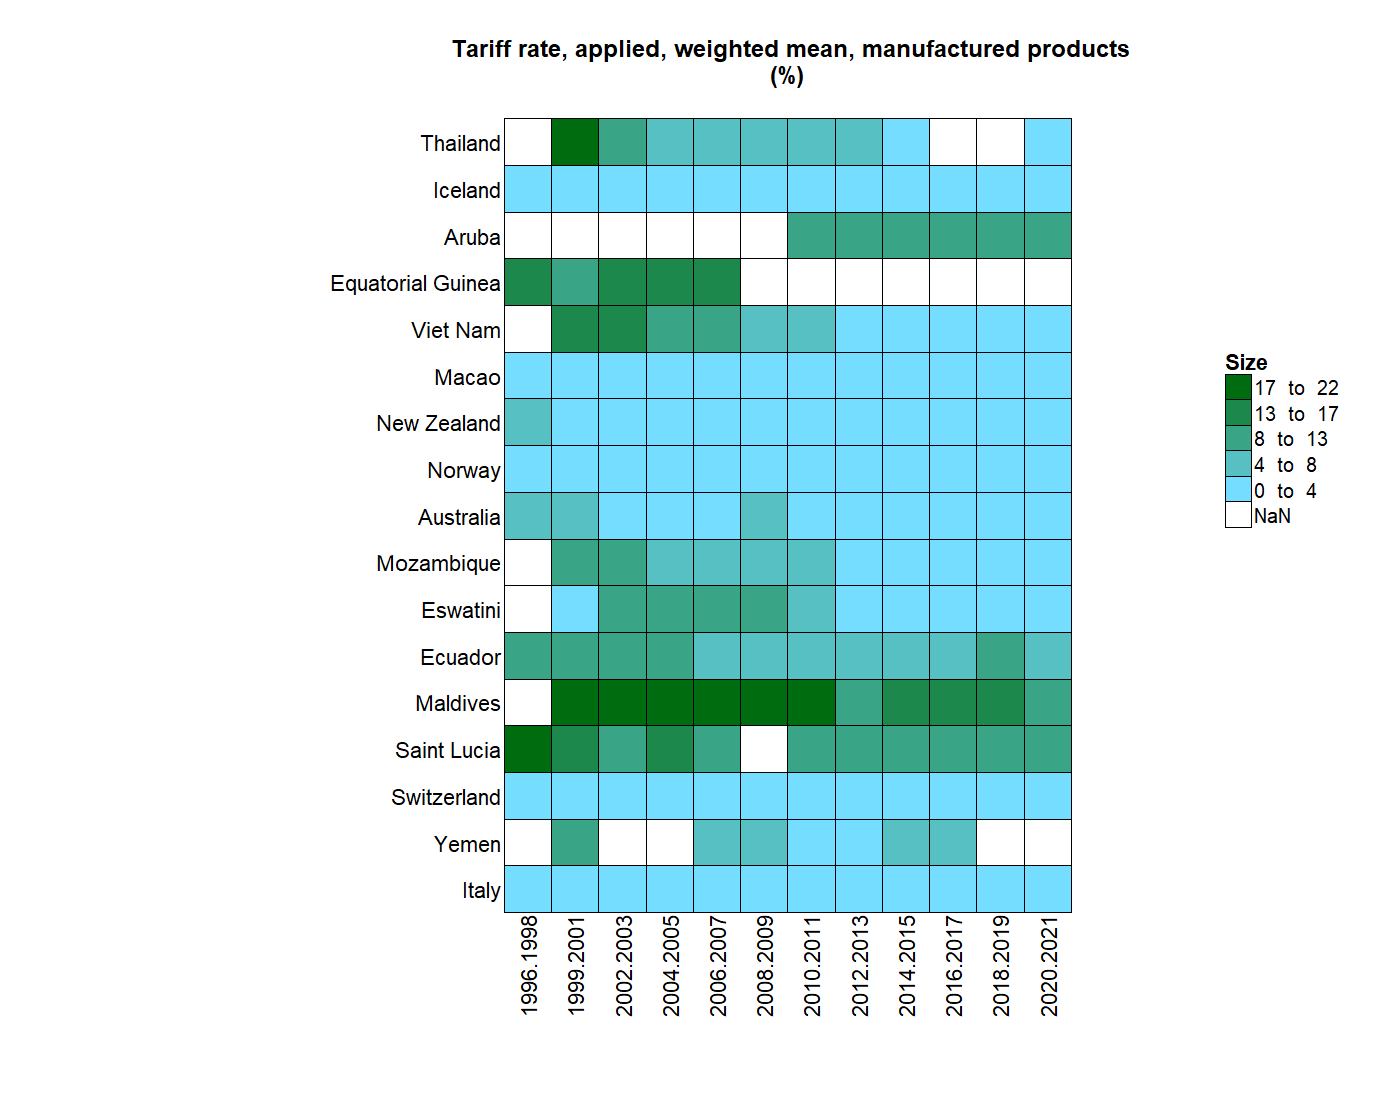 Tariff rate, applied, weighted mean, manufactured products
(%)
Thailand
Iceland
Aruba
Equatorial Guinea
Viet Nam
Macao
New Zealand
Norway
Australia
Mozambique
Eswatini
Ecuador
Maldives
Saint Lucia
Switzerland
Yemen
Italy
1996.1998
1999.2001
2002.2003
2004.2005
2006.2007
2008.2009
2010.2011
2012.2013
2014.2015
2016.2017
2018.2019
2020.2021
Size
17 to 22
13 to 17
8 to 13
4 to 8
0 to 4
NaN